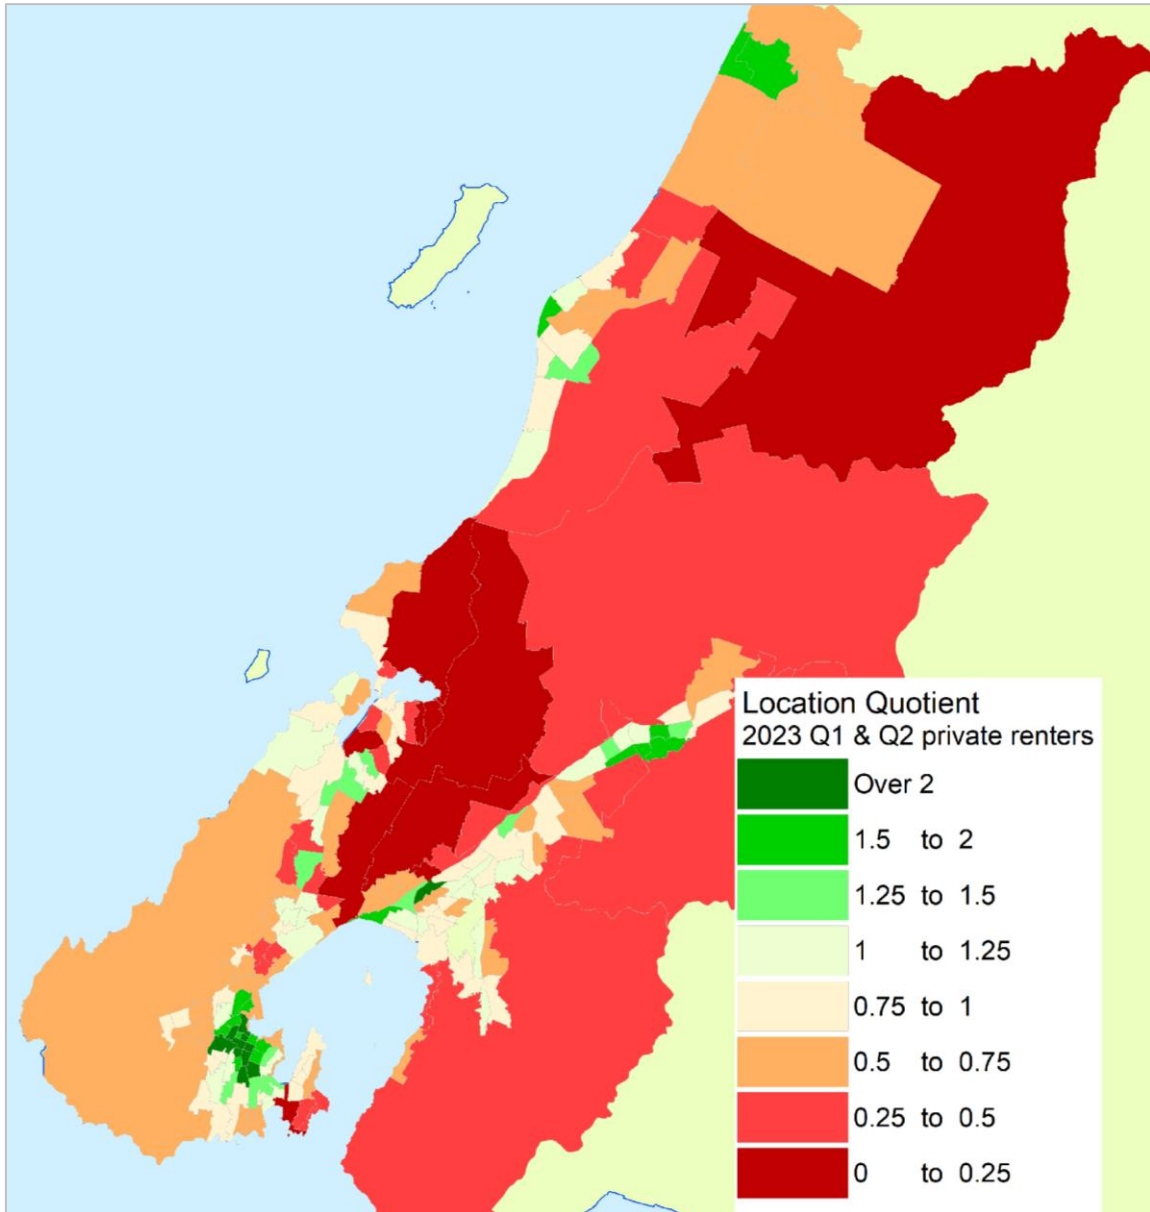 Location Quotient
2023 Q1 & Q2 private renters
Over 2
1.5 to 2
1.25 to 1.5
1 to 1.25
0.75 to 1
0.5 to 0.75
0.25 to 0.5
0 to 0.25